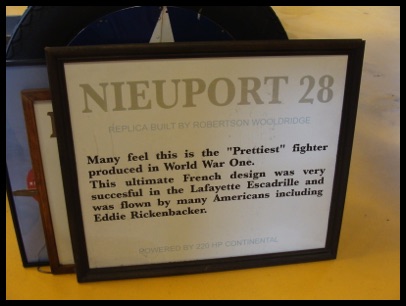 NIEUPORT 28
REPLICA BUILT BY ROBERTSON WOOLDRIDGE
Many feel this is the "Prettiest" fighter
produced in World War One.
This ultimate French design was very
succesful in the Lafayette Escadrille and
was flown by many Americans including
Eddie Rickenbacker.
POWERED BY 220 HP CONTINENTAL